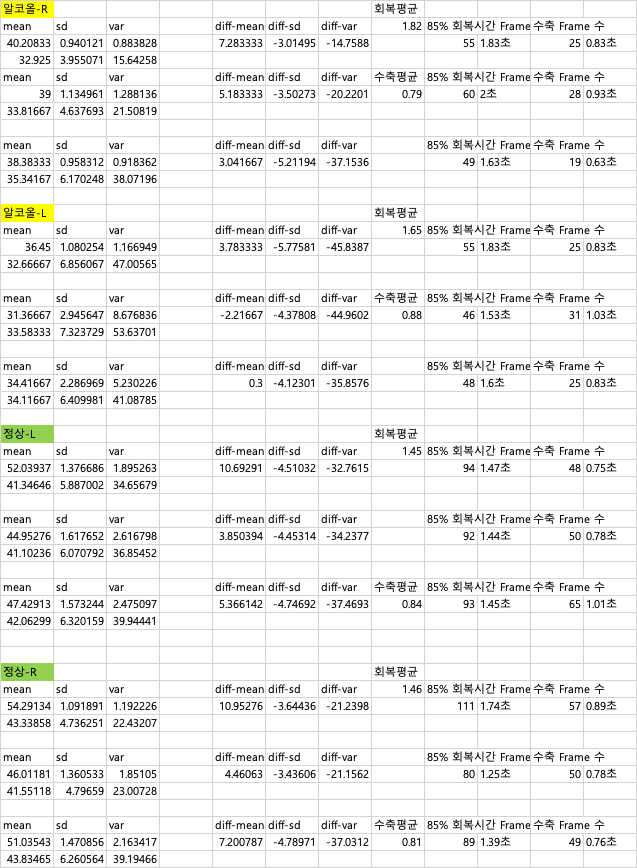 알코올-R 회복평균
mean sd var diff-mean diff-sd diff-var 1.82 85% 회복시간 Frame 수축 Frame 수
40.20833 0.940121 0.883828 7.283333 -3.01495 -14.7588 55 1.83초 25 0.83초
32.925 3.955071 15.64258
mean sd var diff-mean diff-sd diff-var 수축평균 85% 회복시간 Frame 수축 Frame 수
39 1.134961 1.288136 5.183333 -3.50273 -20.2201 0.79 60 2초 28 0.93초
33.81667 4.637693 21.50819
mean sd var diff-mean diff-sd diff-var 85% 회복시간 Frame 수축 Frame 수
38.38333 0.958312 0.918362 3.041667 -5.21194 -37.1536 49 1.63초 19 0.63초
35.34167 6.170248 38.07196
알코올-L 회복평균
mean sd var diff-mean diff-sd diff-var 1.65 85% 회복시간 Frame 수축 Frame 수
36.45 1.080254 1.166949 3.783333 -5.77581 -45.8387 55 1.83초 25 0.83초
32.66667 6.856067 47.00565
mean sd var diff-mean diff-sd diff-var 수축평균 85% 회복시간 Frame 수축 Frame 수
31.36667 2.945647 8.676836 -2.21667 -4.37808 -44.9602 0.88 46 1.53초 31 1.03초
33.58333 7.323729 53.63701
mean sd var diff-mean diff-sd diff-var 85% 회복시간 Frame 수축 Frame 수
34.41667 2.286969 5.230226 0.3 -4.12301 -35.8576 48 1.6초 25 0.83초
34.11667 6.409981 41.08785
정상-L 회복평균
mean sd var diff-mean diff-sd diff-var 1.45 85% 회복시간 Frame 수축 Frame 수
52.03937 1.376686 1.895263 10.69291 -4.51032 -32.7615 94 1.47초 48 0.75초
41.34646 5.887002 34.65679
mean sd var diff-mean diff-sd diff-var 85% 회복시간 Frame 수축 Frame 수
44.95276 1.617652 2.616798 3.850394 -4.45314 -34.2377 92 1.44초 50 0.78초
41.10236 6.070792 36.85452
mean sd var diff-mean diff-sd diff-var 수축평균 85% 회복시간 Frame 수축 Frame 수
47.42913 1.573244 2.475097 5.366142 -4.74692 -37.4693 0.84 93 1.45초 65 1.01초
42.06299 6.320159 39.94441
정상-R 회복평균
mean sd var diff-mean diff-sd diff-var 1.46 85% 회복시간 Frame 수축 Frame 수
54.29134 1.091891 1.192226 10.95276 -3.64436 -21.2398 111 1.74초 57 0.89초
43.33858 4.736251 22.43207
mean sd var diff-mean diff-sd diff-var 85% 회복시간 Frame 수축 Frame 수
46.01181 1.360533 1.85105 4.46063 -3.43606 -21.1562 80 1.25초 50 0.78초
41.55118 4.79659 23.00728
mean sd var diff-mean diff-sd diff-var 수축평균 85% 회복시간 Frame 수축 Frame 수
51.03543 1.470856 2.163417 7.200787 -4.78971 -37.0312 0.81 89 1.39초 49 0.76초
43.83465 6.260564 39.19466